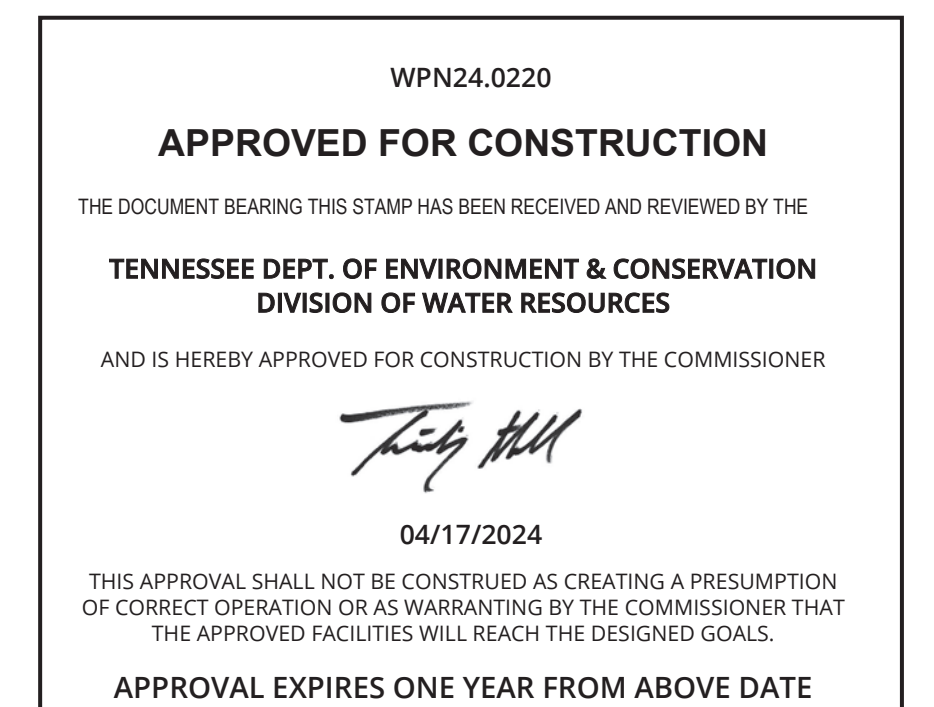 WPN24.0220
APPROVED FOR CONSTRUCTION
THE DOCUMENT BEARING THIS STAMP HAS BEEN RECEIVED AND REVIEWED BY THE
TENNESSEE DEPT. OF ENVIRONMENT & CONSERVATION
DIVISION OF WATER RESOURCES
AND IS HEREBY APPROVED FOR CONSTRUCTION BY THE COMMISSIONER
04/17/2024
THIS APPROVAL SHALL NOT BE CONSTRUED AS CREATING A PRESUMPTION
OF CORRECT OPERATION OR AS WARRANTING BY THE COMMISSIONER THAT
THE APPROVED FACILITIES WILL REACH THE DESIGNED GOALS.
APPROVAL EXPIRES ONE YEAR FROM ABOVE DATE